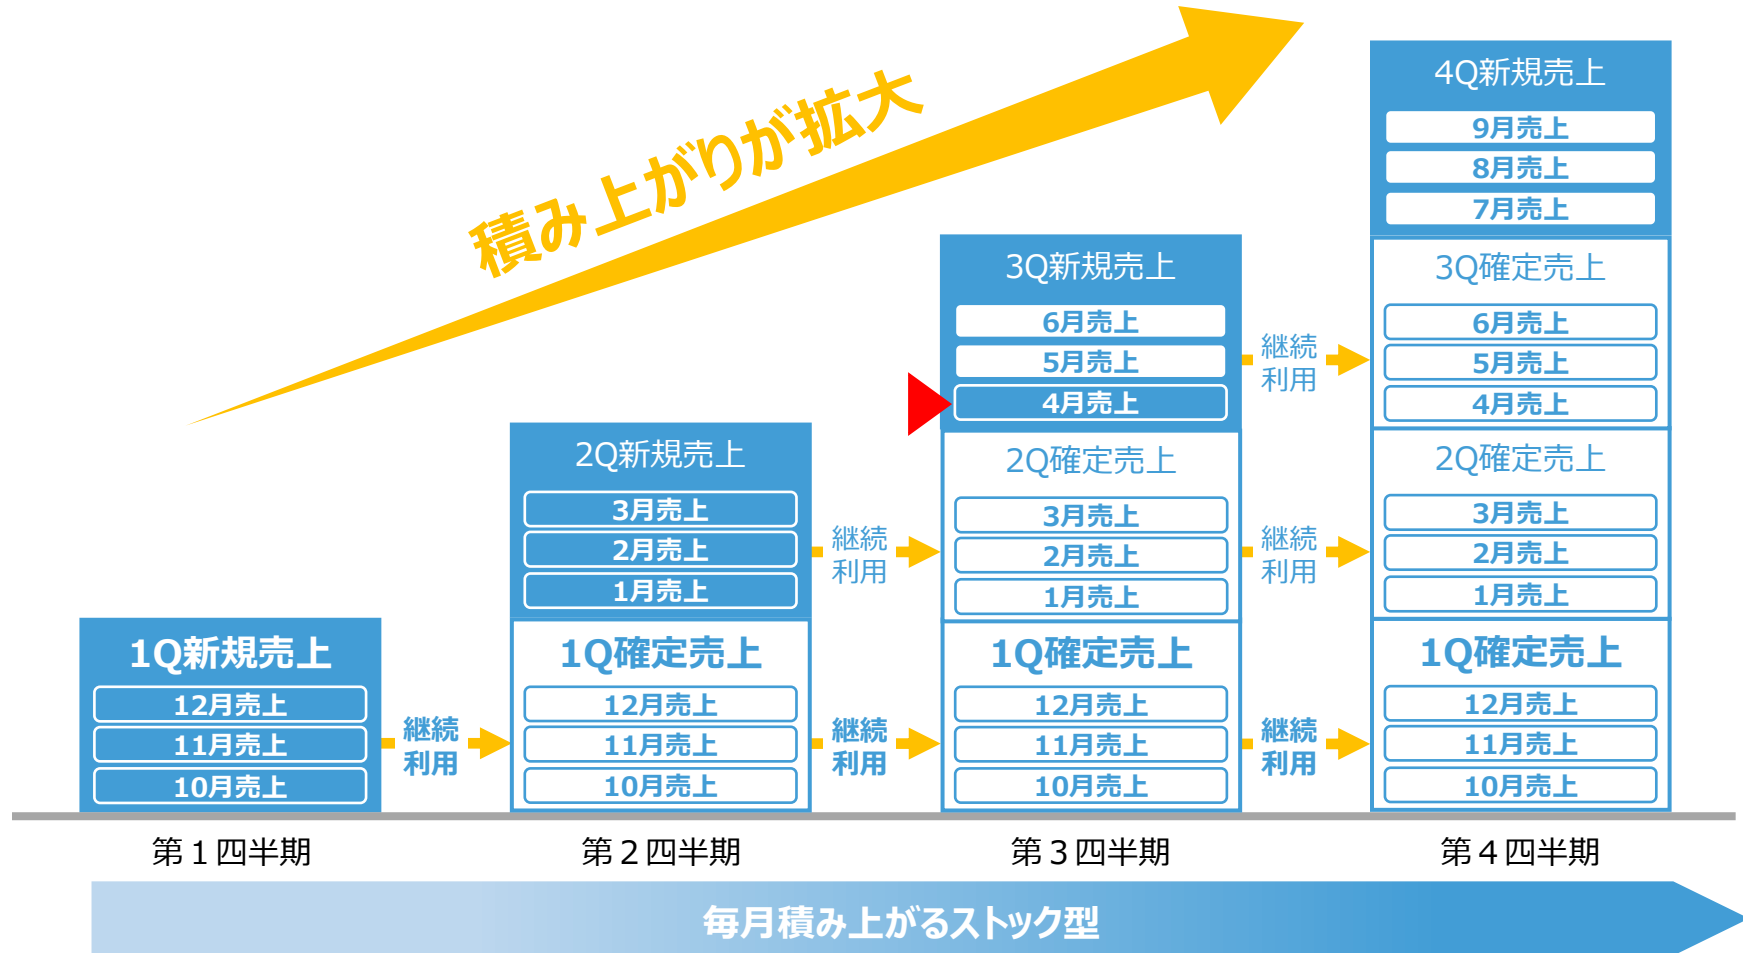 積み上がりが拡大
1Q新規売上
12月売上
11月売上
10月売上
継続
利用
2Q新規売上
3月売上
2月売上
1月売上
1Q確定売上
12月売上
11月売上
10月売上
継続
利用
継続
利用
3Q新規売上
6月売上
5月売上
4月売上
2Q確定売上
3月売上
2月売上
1月売上
1Q確定売上
12月売上
11月売上
10月売上
継続
利用
継続
利用
継続
利用
4Q新規売上
9月売上
8月売上
7月売上
3Q確定売上
6月売上
5月売上
4月売上
2Q確定売上
3月売上
2月売上
1月売上
1Q確定売上
12月売上
11月売上
10月売上
第1四半期
第2四半期
第3四半期
第4四半期
毎月積み上がるストック型